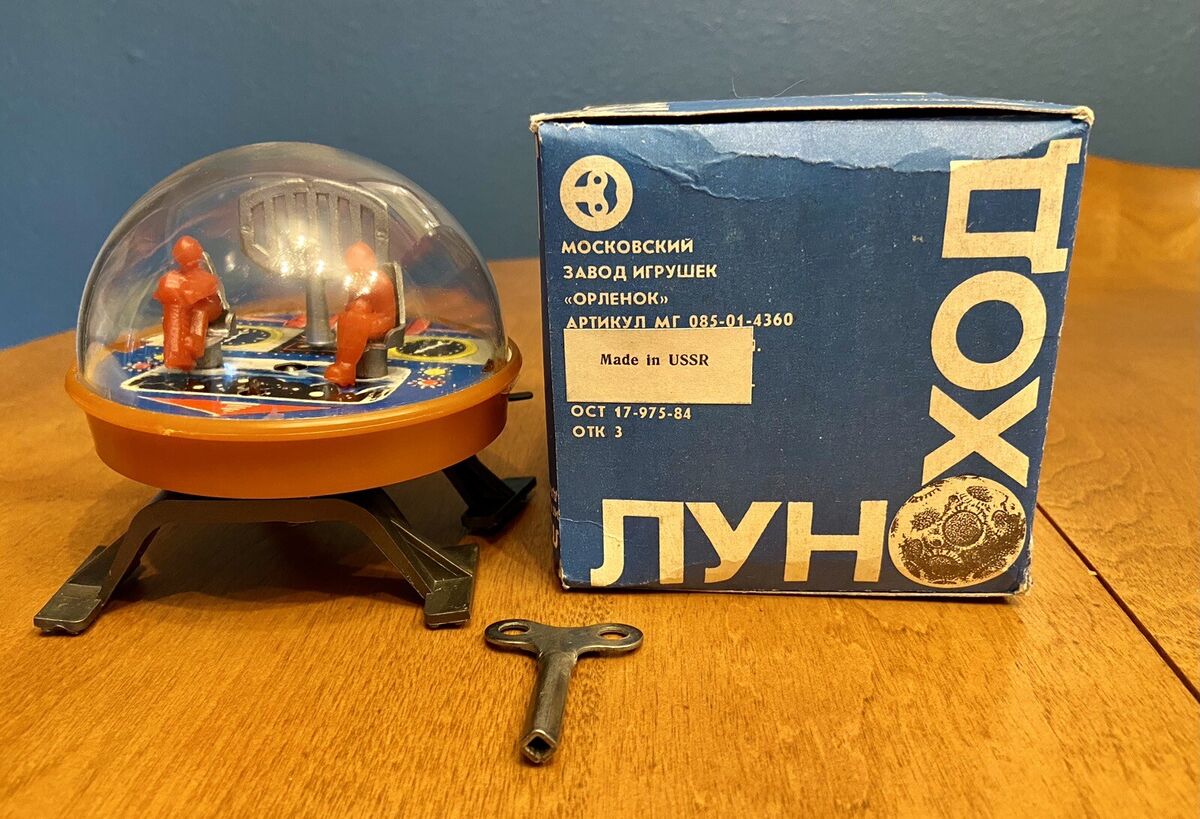 МОСКОВСКИЙ
ЗАВОД ИГРУШЕК
«ОРЛЕНОК»
АРТИКУЛ МГ 085-01-4360
Made in USSR
ОСТ 17-975-84
ОТК 3
ЛУНОХОД